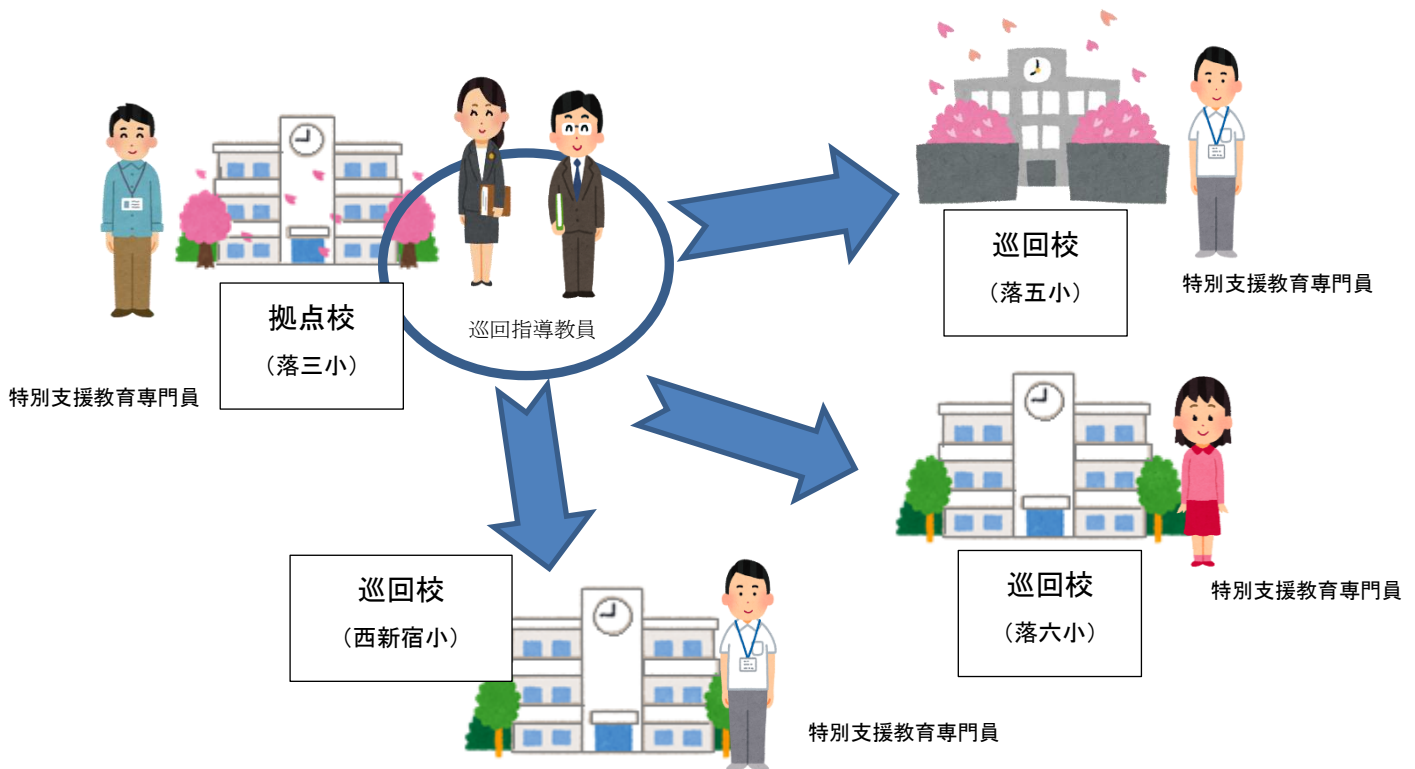 巡回指導教員
拠点校
（落三小）
特別支援教育専門員
巡回校
（落五小）
特別支援教育専門員
巡回校
（落六小）
特別支援教育専門員
巡回校
（西新宿小）
特別支援教育専門員